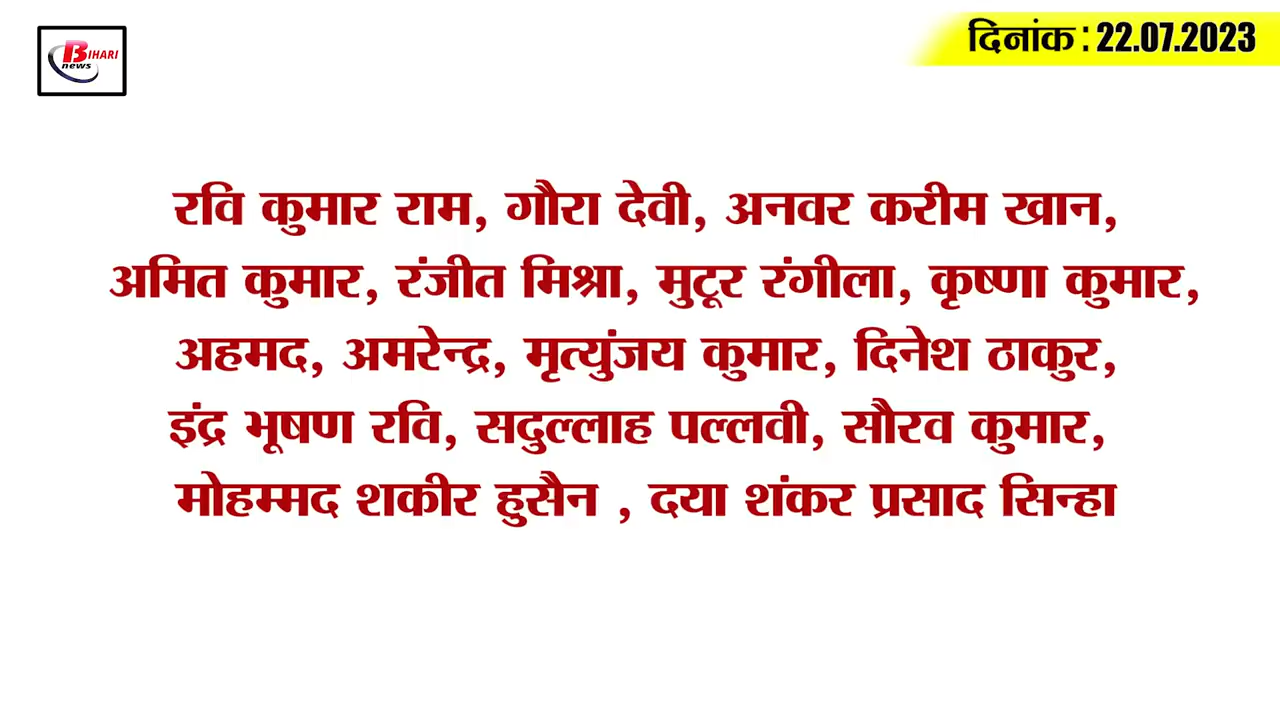 BIHARI
news
दिनांक : 22.07.2023
रवि कुमार राम, गौरा देवी, अनवर करीम खान,
अमित कुमार, रंजीत मिश्रा, मुटूर रंगीला, कृष्णा कुमार,
अहमद, अमरेन्द्र, मृत्युंजय कुमार, दिनेश ठाकुर,
इंद्र भूषण रवि, सदुल्लाह पल्लवी, सौरव कुमार,
मोहम्मद शकीर हुसैन , दया शंकर प्रसाद सिन्हा